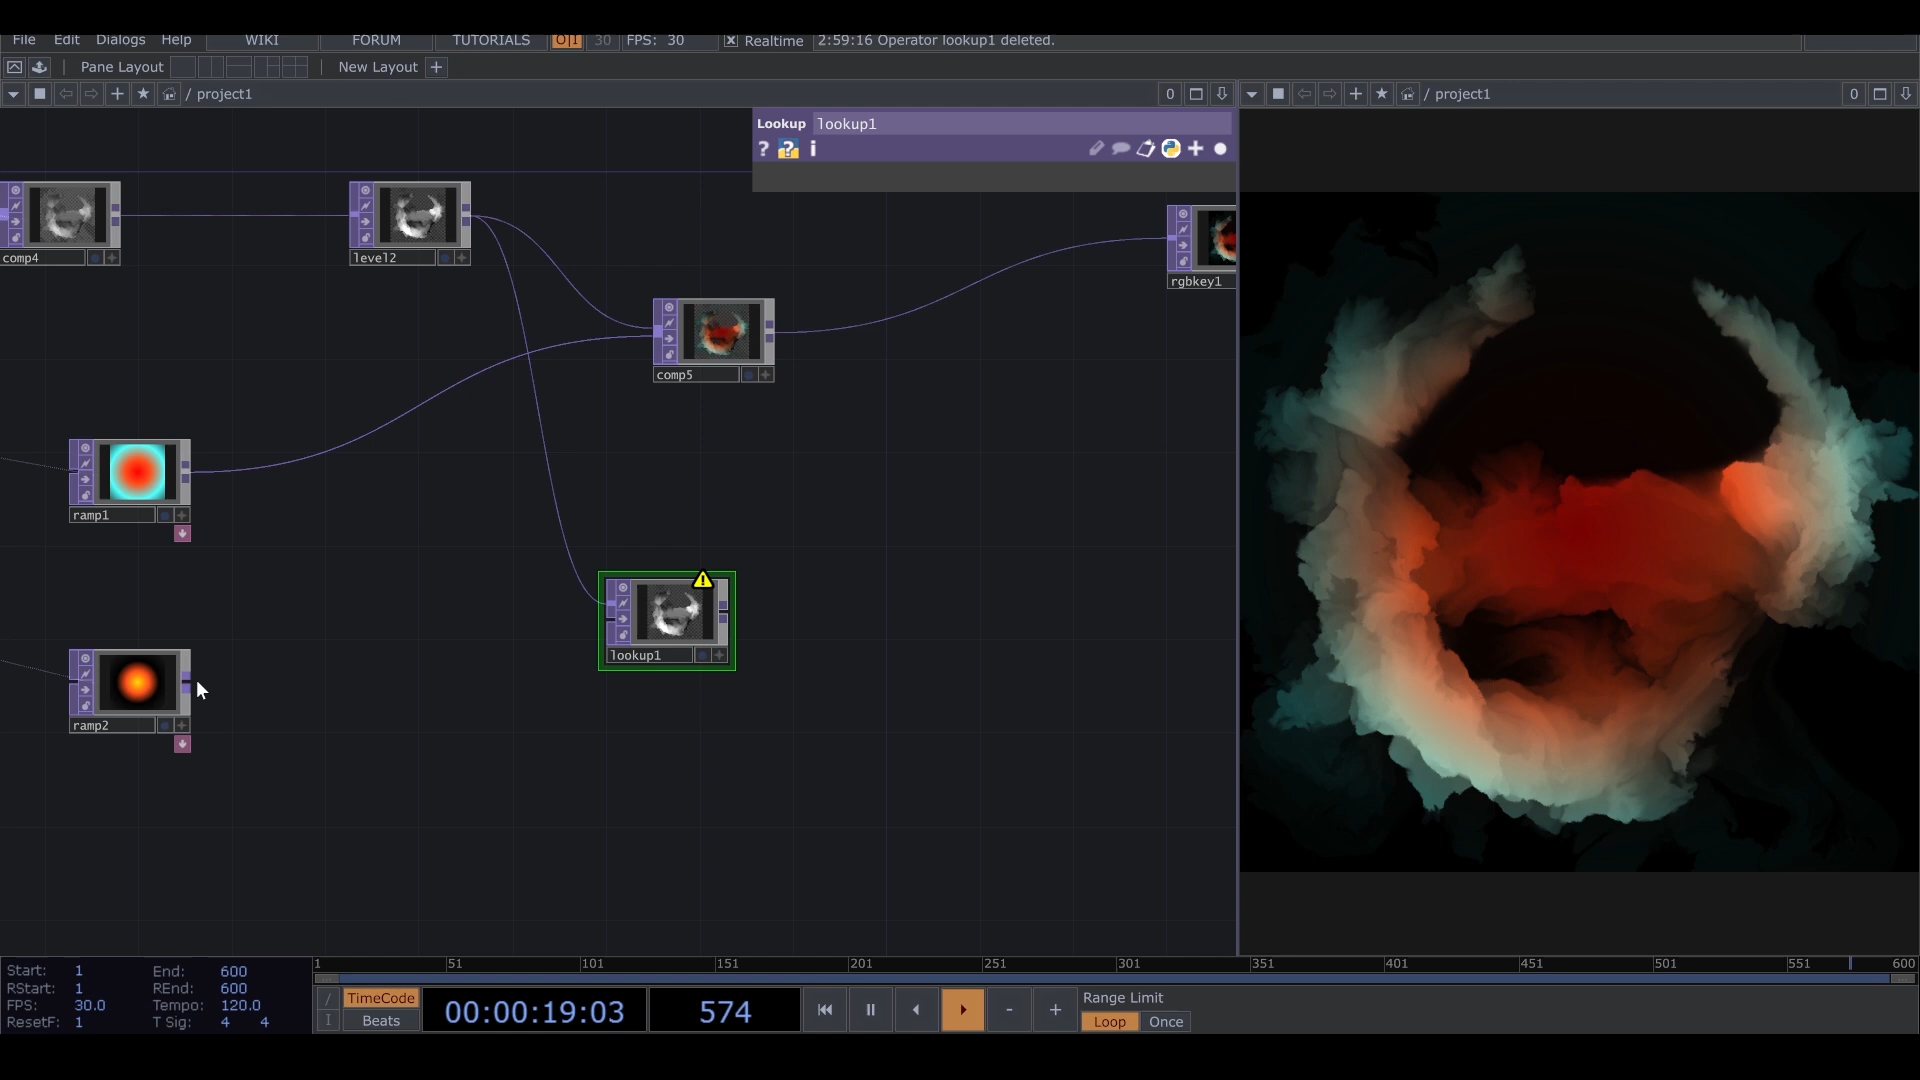 File Edit Dialogs Help WIKI FORUM TUTORIALS O|I 30 FPS: 30 Realtime 2:59:16 Operator lookup1 deleted.
Pane Layout New Layout +
/ project1 0
/ project1 0
Lookup lookup1
? ? i
comp4
level2
rgbkey1
comp5
ramp1
lookup1
ramp2
1 51 101 151 201 251 301 351 401 451 501 551 600
Start: 1 End: 600
RStart: 1 REnd: 600
FPS: 30.0 Tempo: 120.0
ResetF: 1 T Sig: 4 4
/ TimeCode
I Beats
00:00:19:03 574 - +
Range Limit
Loop Once